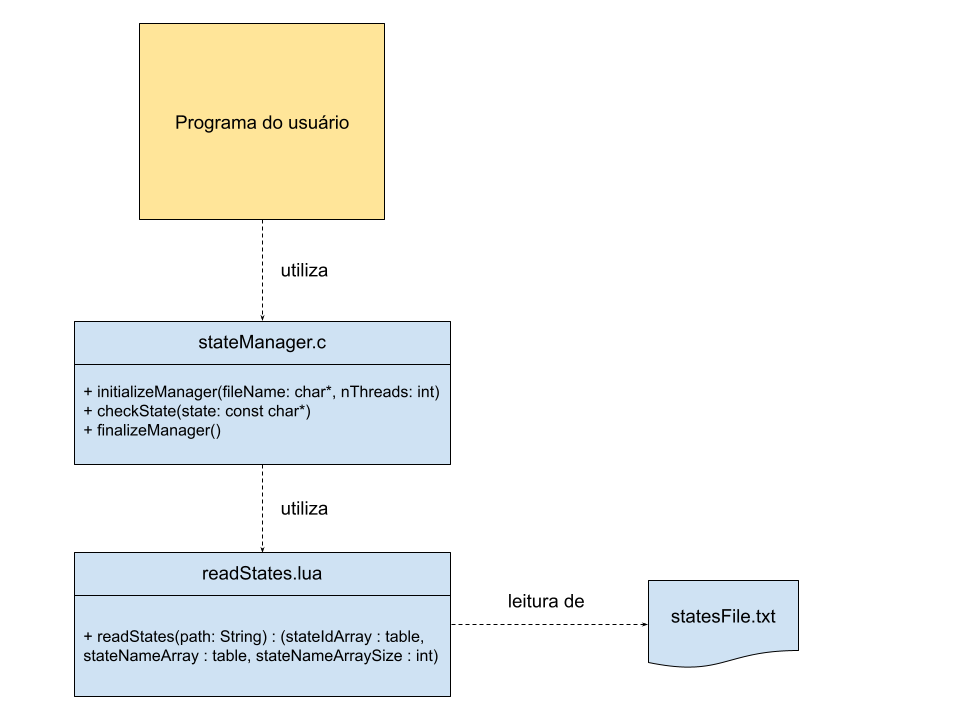 Programa do usuário
utiliza
stateManager.c
+ initializeManager(fileName: char*, nThreads: int)
+ checkState(state: const char*)
+ finalizeManager()
utiliza
readStates.lua
+ readStates(path: String) : (stateIdArray : table,
stateNameArray : table, stateNameArraySize : int)
leitura de
statesFile.txt